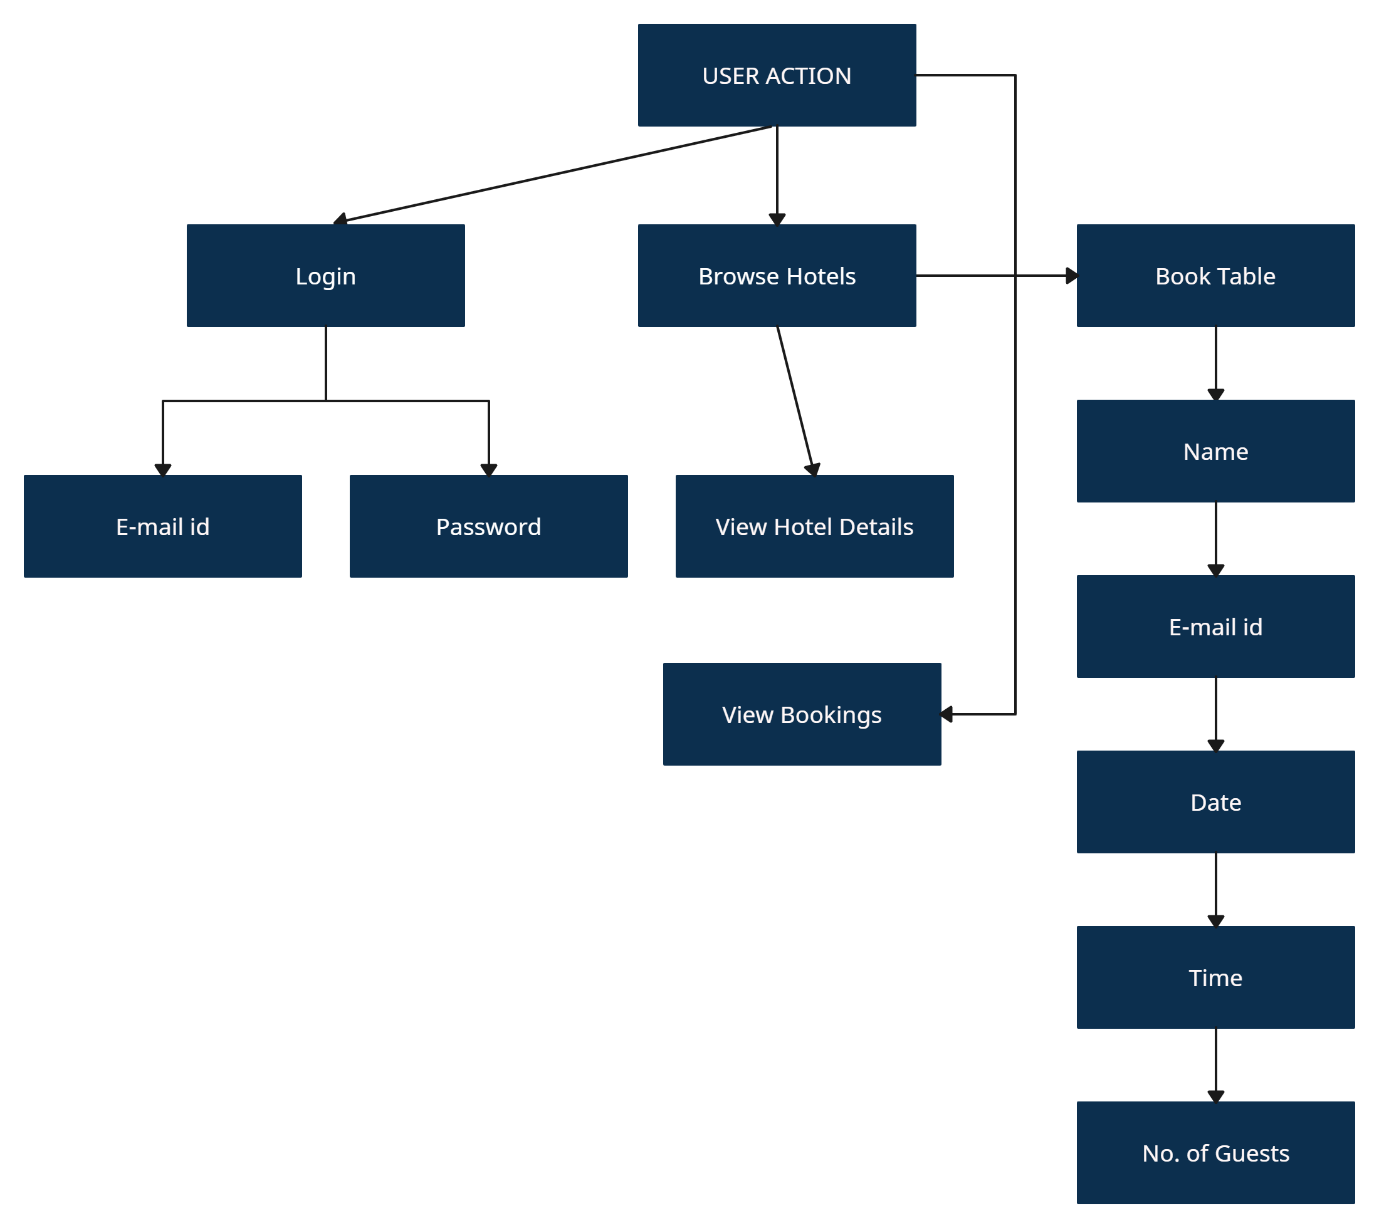 USER ACTION
Login
Browse Hotels
Book Table
Name
E-mail id
Password
View Hotel Details
E-mail id
View Bookings
Date
Time
No. of Guests